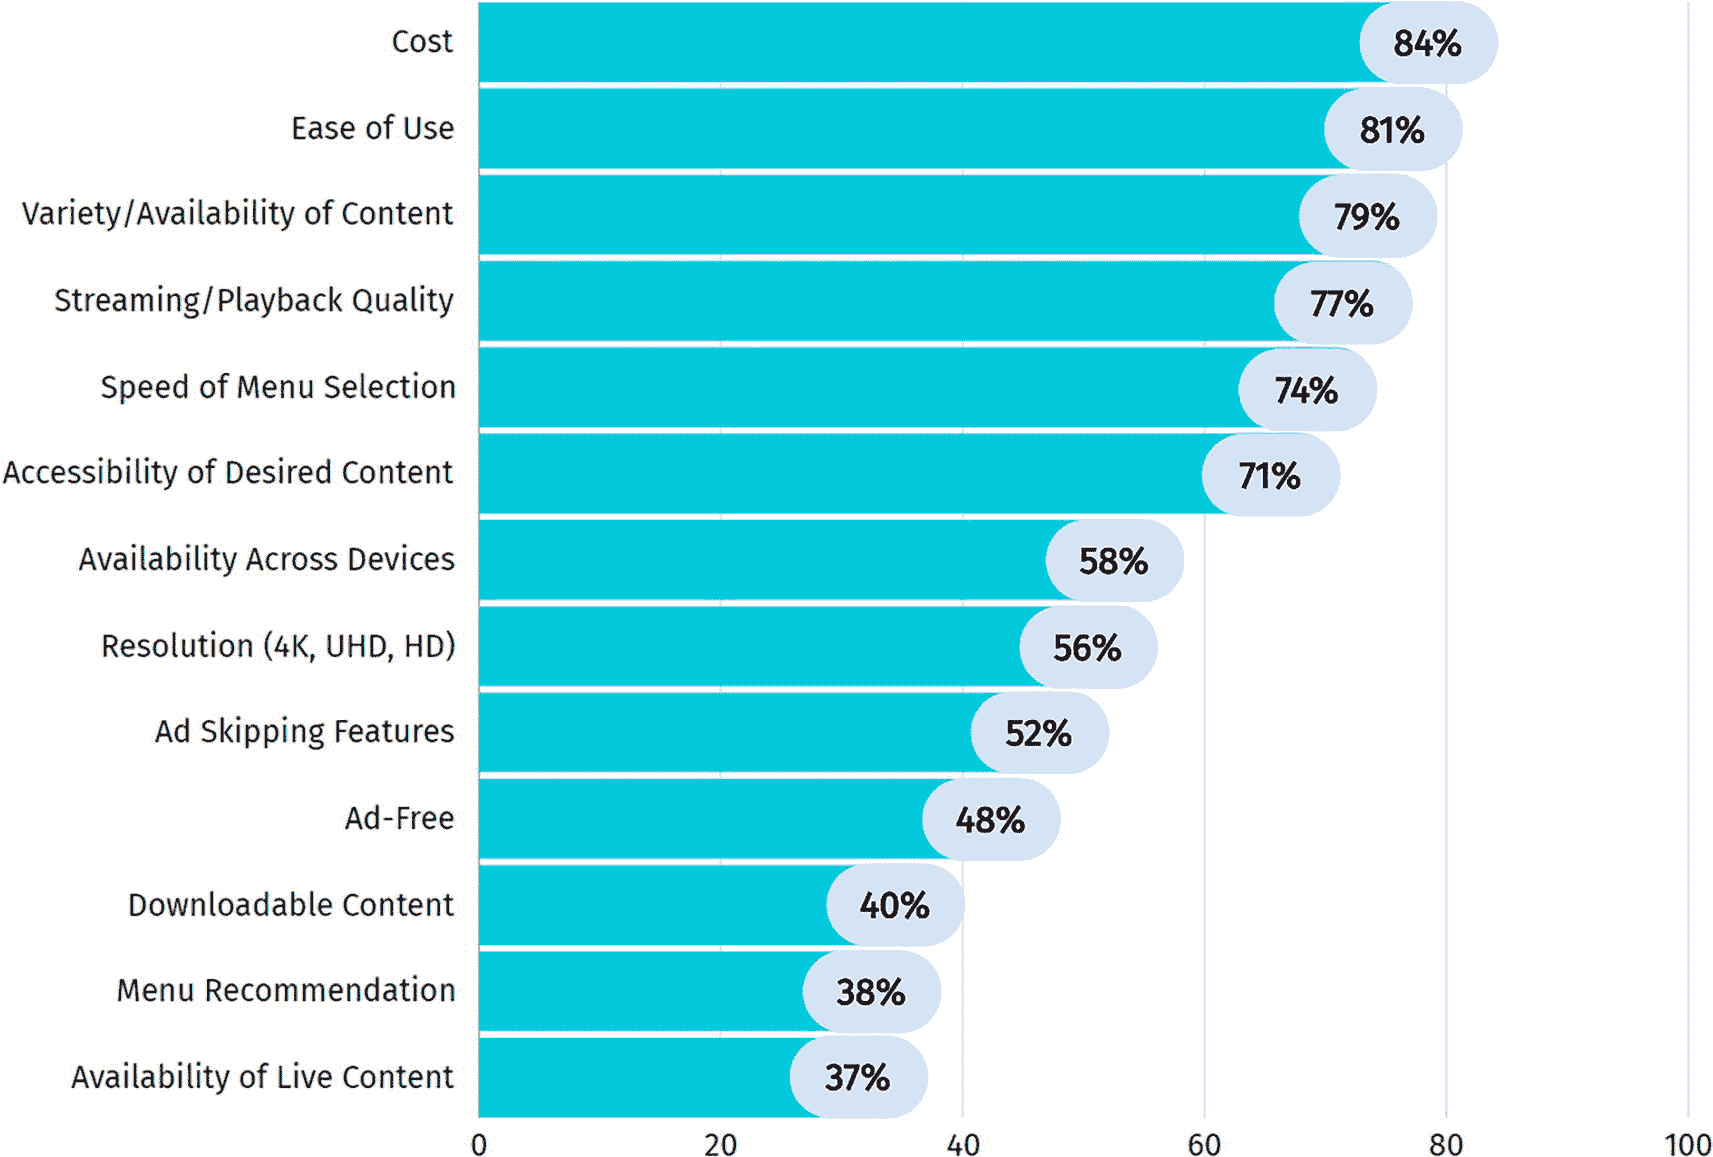 Cost 84%
Ease of Use 81%
Variety/Availability of Content 79%
Streaming/Playback Quality 77%
Speed of Menu Selection 74%
Accessibility of Desired Content 71%
Availability Across Devices 58%
Resolution (4K, UHD, HD) 56%
Ad Skipping Features 52%
Ad-Free 48%
Downloadable Content 40%
Menu Recommendation 38%
Availability of Live Content 37%
0 20 40 60 80 100